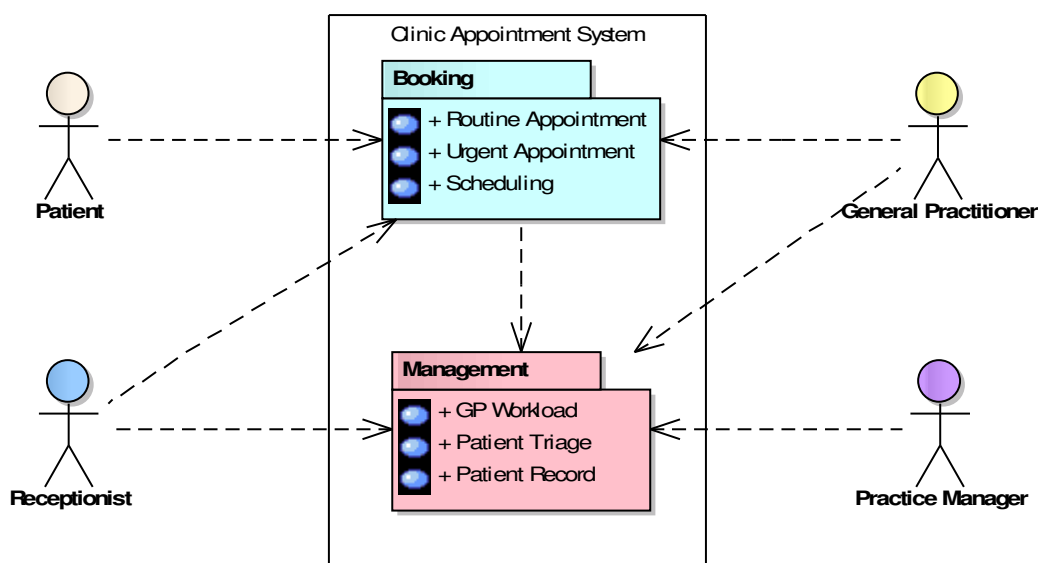 Clinic Appointment System
Booking
+ Routine Appointment
+ Urgent Appointment
+ Scheduling
Patient
General Practitioner
Management
+ GP Workload
+ Patient Triage
+ Patient Record
Receptionist
Practice Manager